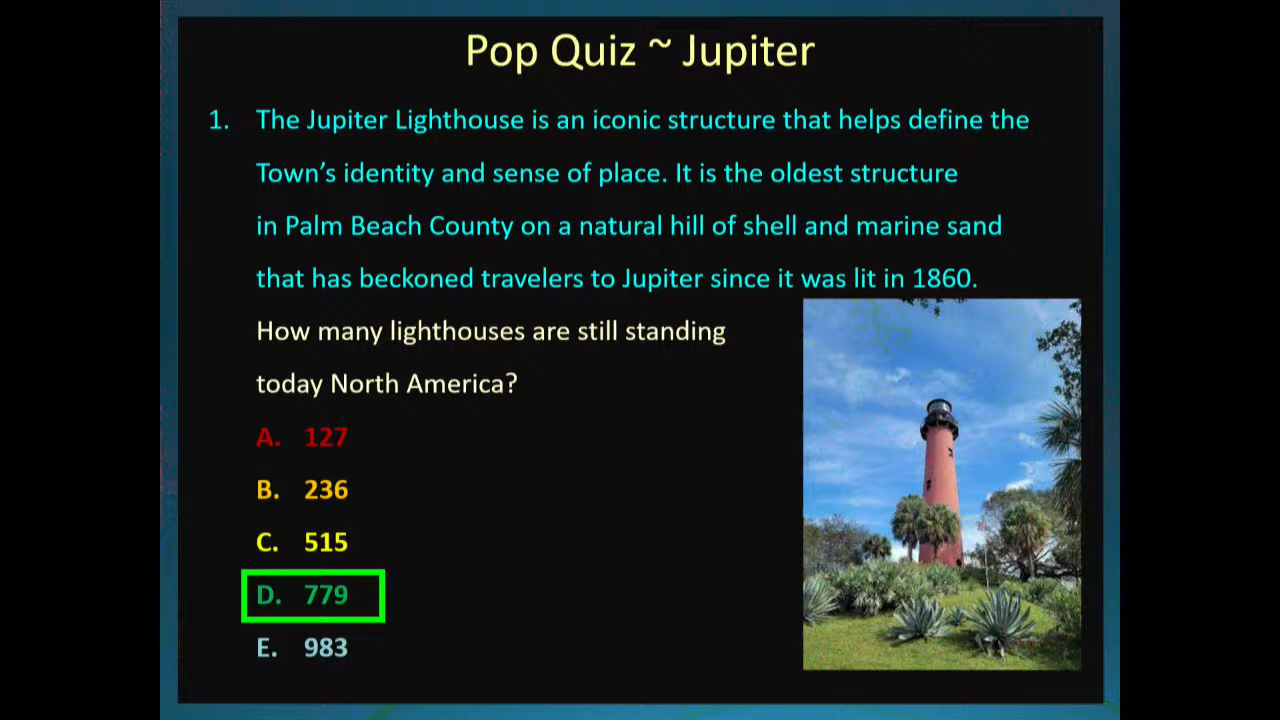 Pop Quiz ~ Jupiter
1. The Jupiter Lighthouse is an iconic structure that helps define the
Town’s identity and sense of place. It is the oldest structure
in Palm Beach County on a natural hill of shell and marine sand
that has beckoned travelers to Jupiter since it was lit in 1860.
How many lighthouses are still standing
today North America?
A. 127
B. 236
C. 515
D. 779
E. 983